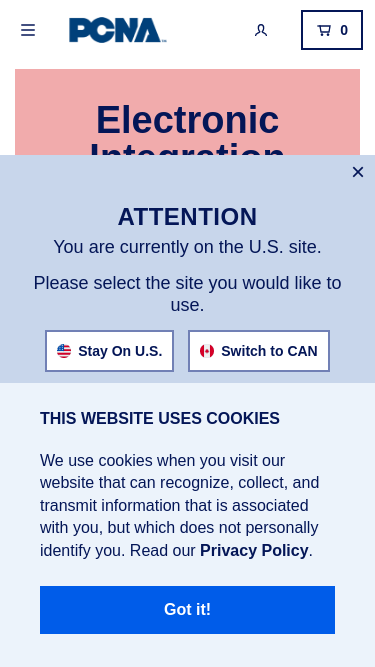 PCNA
0
Electronic
Integration
ATTENTION
You are currently on the U.S. site.
Please select the site you would like to
use.
Stay On U.S.
Switch to CAN
THIS WEBSITE USES COOKIES
We use cookies when you visit our
website that can recognize, collect, and
transmit information that is associated
with you, but which does not personally
identify you. Read our Privacy Policy.
Got it!